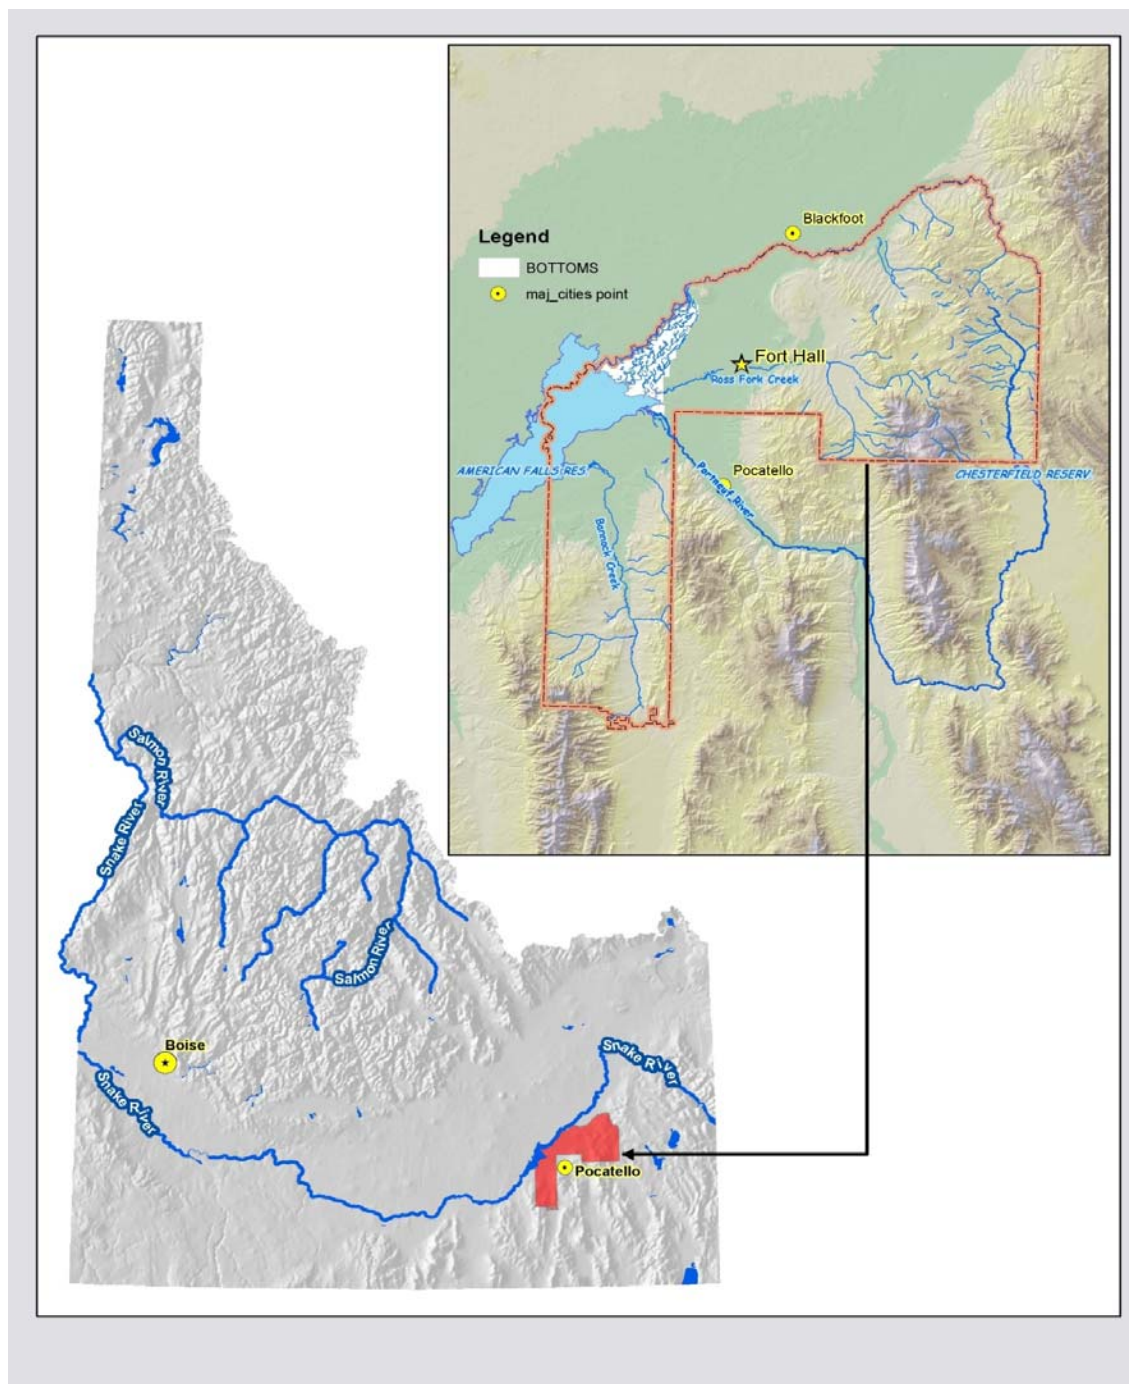 Blackfoot
Legend
BOTTOMS
maj_cities point
Fort Hall
Ross Fork Creek
AMERICAN FALLS RES
Pocatello
CHESTERFIELD RESERV
Portneuf River
Bannock Creek
Salmon River
Snake River
Salmon River
Boise
Snake River
Snake River
Pocatello